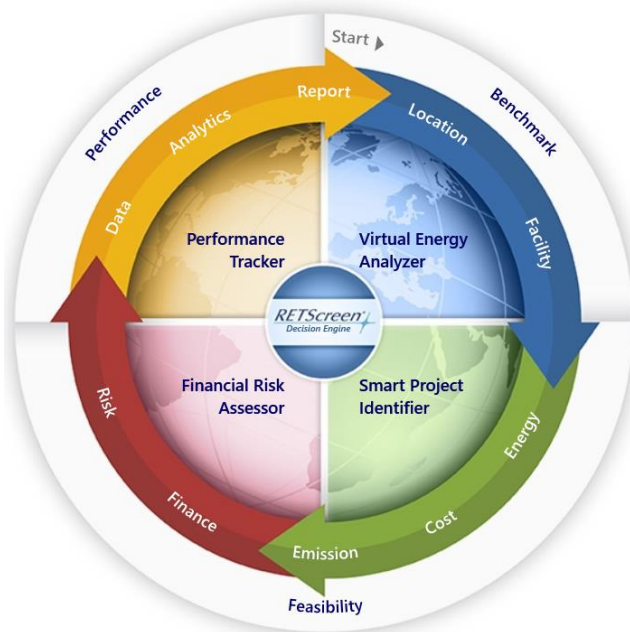 Start
Benchmark
Performance
Report
Analytics
Data
Location
Facility
Performance
Tracker
Virtual Energy
Analyzer
RETScreen
Decision Engine
Financial Risk
Assessor
Smart Project
Identifier
Energy
Cost
Emission
Finance
Risk
Feasibility